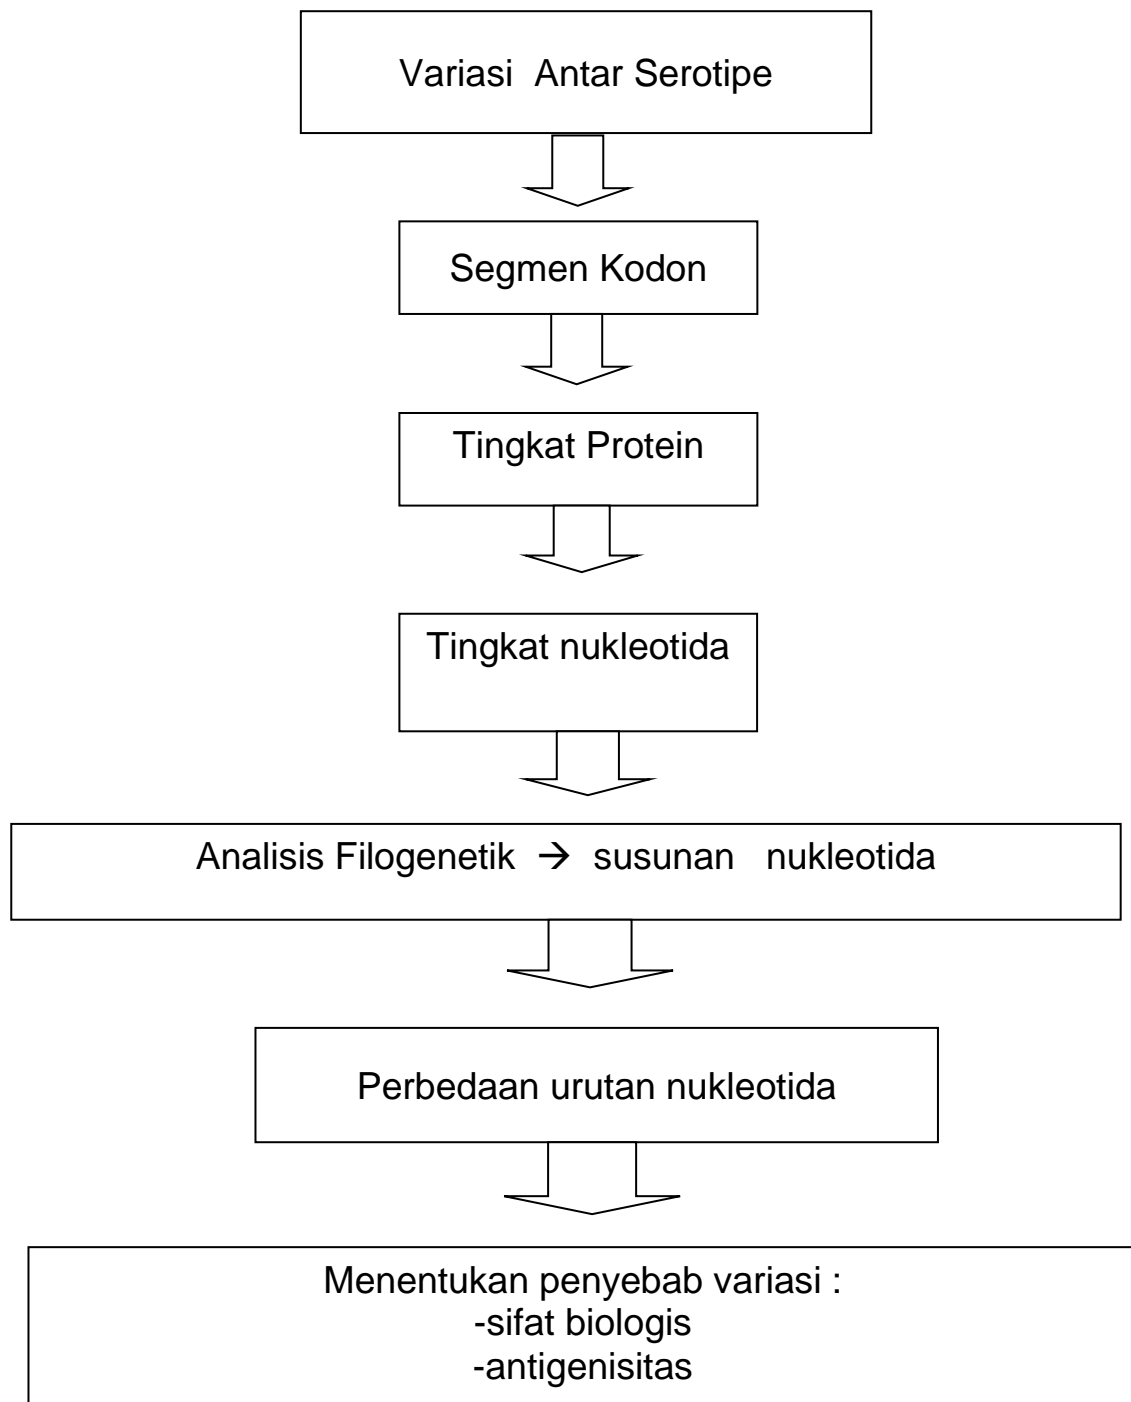 Variasi Antar Serotipe
Segmen Kodon
Tingkat Protein
Tingkat nukleotida
Analisis Filogenetik → susunan nukleotida
Perbedaan urutan nukleotida
Menentukan penyebab variasi :
-sifat biologis
-antigenisitas